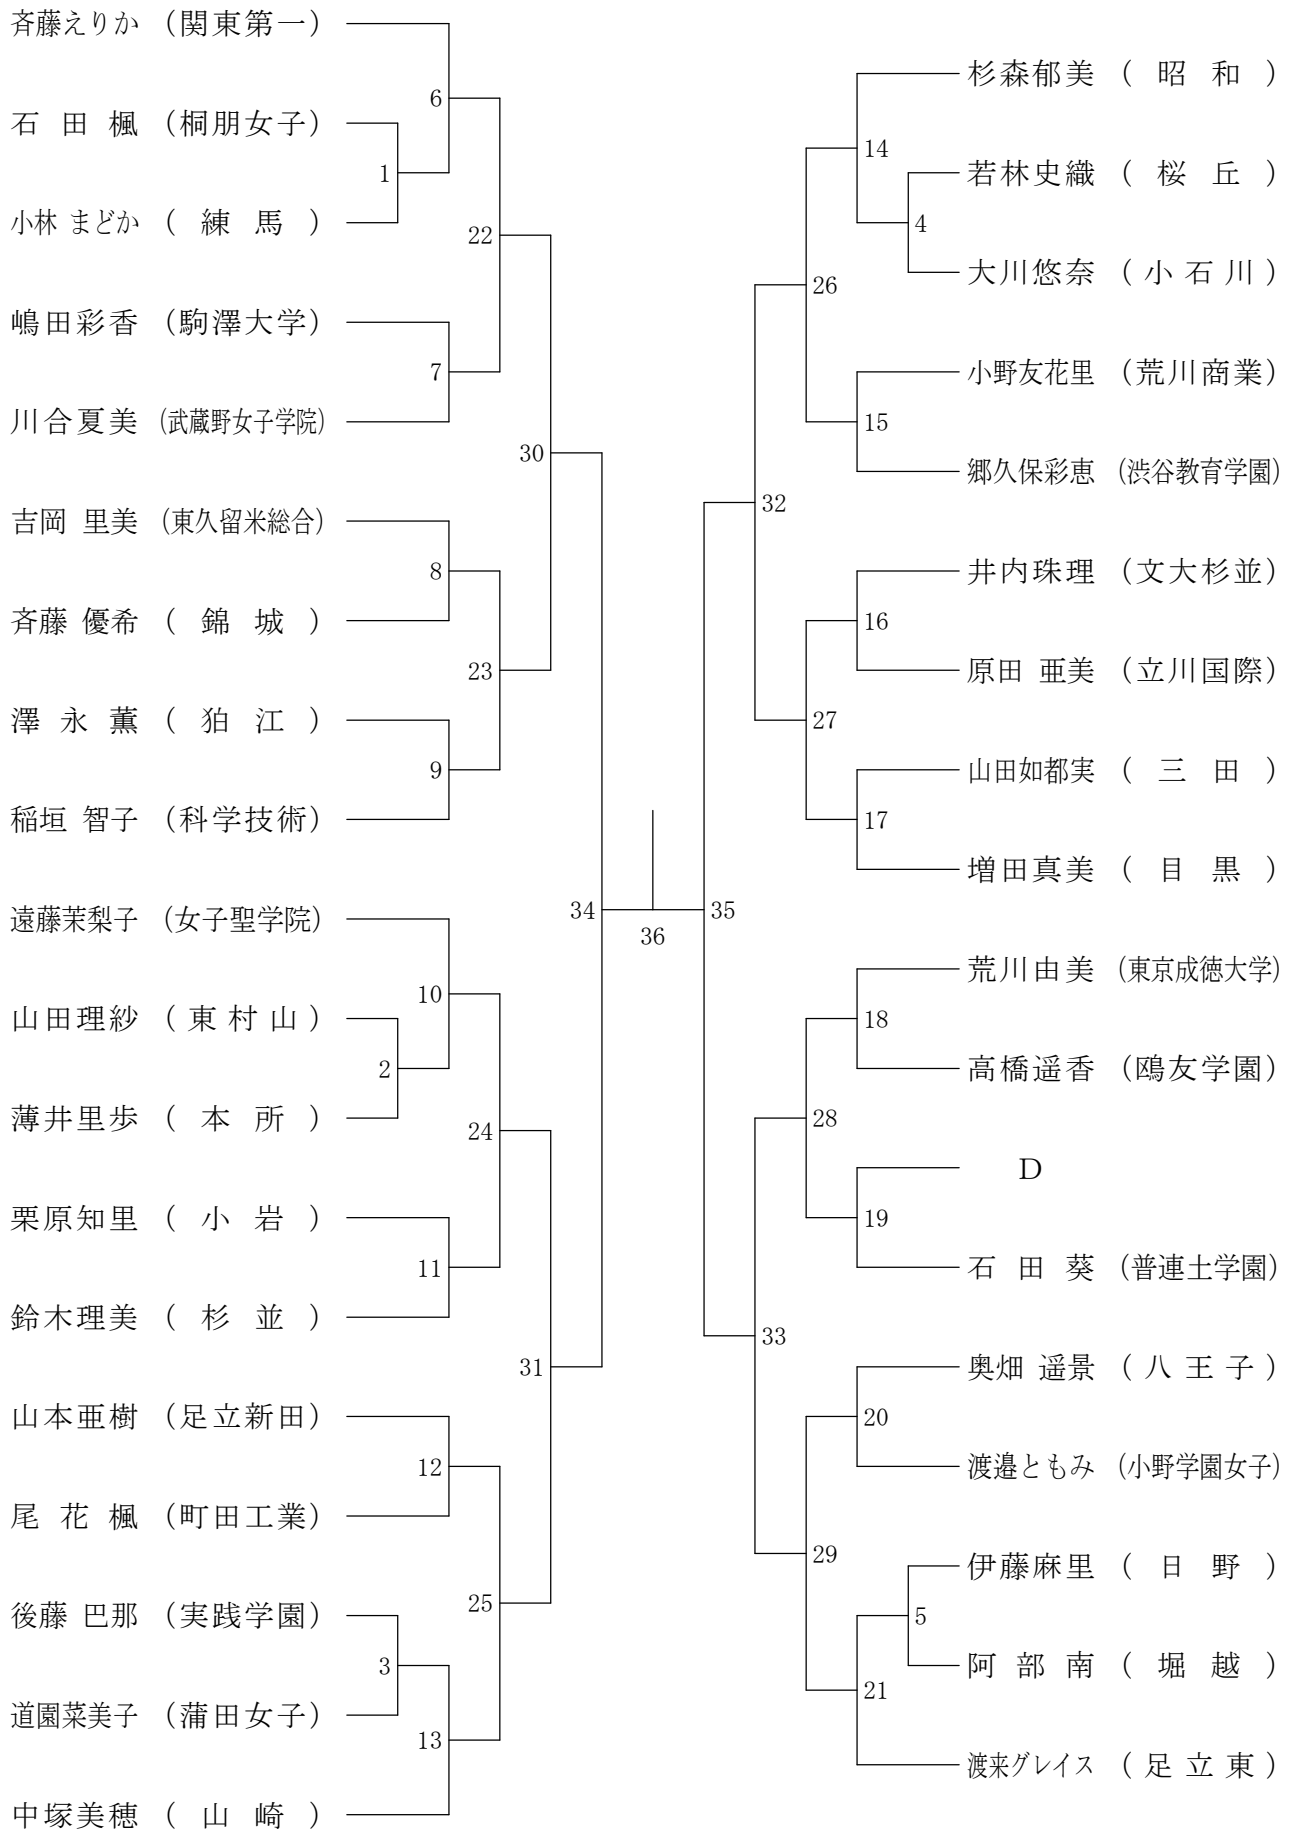 斉藤えりか （関東第一）
6
石田楓 （桐朋女子）
1
小林 まどか （練馬）
22
嶋田彩香 （駒澤大学）
7
川合夏美 （武蔵野女子学院）
30
吉岡 里美 （東久留米総合）
8
斉藤 優希 （錦城）
23
澤永薫 （狛江）
9
稲垣 智子 （科学技術）
34
遠藤茉梨子 （女子聖学院）
10
山田理紗 （東村山）
2
薄井里歩 （本所）
24
栗原知里 （小岩）
11
鈴木理美 （杉並）
31
山本亜樹 （足立新田）
12
尾花楓 （町田工業）
25
後藤 巴那 （実践学園）
3
道園菜美子 （蒲田女子）
13
中塚美穂 （山崎）
36
杉森郁美 （昭和）
14
若林史織 （桜丘）
4
大川悠奈 （小石川）
26
小野友花里 （荒川商業）
15
郷久保彩恵 （渋谷教育学園）
32
井内珠理 （文大杉並）
16
原田 亜美 （立川国際）
27
山田如都実 （三田）
17
増田真美 （目黒）
35
荒川由美 （東京成徳大学）
18
高橋遥香 （鴎友学園）
28
D
19
石田葵 （普連土学園）
33
奥畑 遥景 （八王子）
20
渡邉ともみ （小野学園女子）
29
伊藤麻里 （日野）
5
阿部南 （堀越）
21
渡来グレイス （足立東）